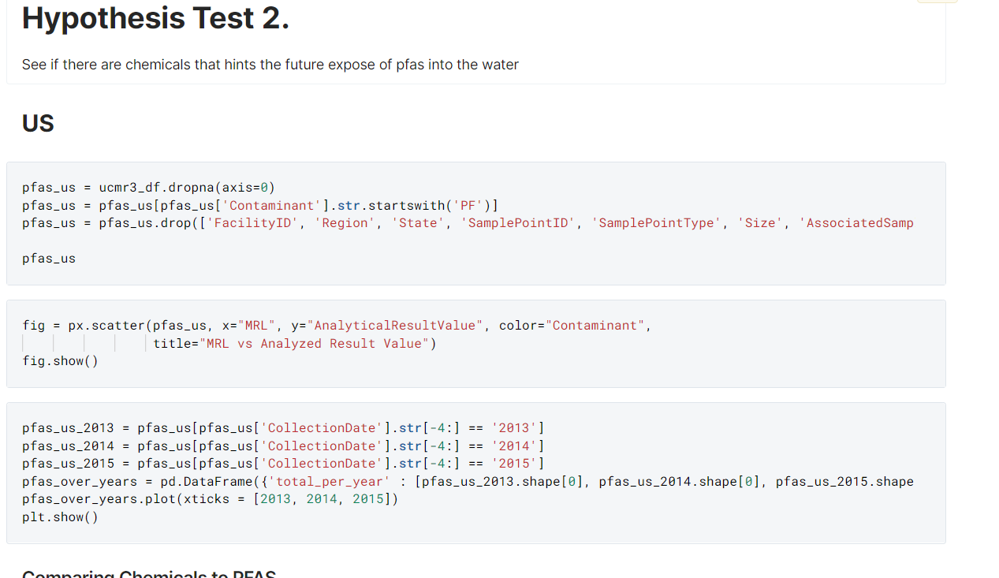 Hypothesis Test 2.
See if there are chemicals that hints the future expose of pfas into the water
US
pfas_us = ucmr3_df.dropna(axis=0)
pfas_us = pfas_us[pfas_us['Contaminant'].str.startswith('PF')]
pfas_us = pfas_us.drop(['FacilityID', 'Region', 'State', 'SamplePointID', 'SamplePointType', 'Size', 'AssociatedSamp
pfas_us
fig = px.scatter(pfas_us, x="MRL", y="AnalyticalResultValue", color="Contaminant",
title="MRL vs Analyzed Result Value")
fig.show()
pfas_us_2013 = pfas_us[pfas_us['CollectionDate'].str[-4:] == '2013']
pfas_us_2014 = pfas_us[pfas_us['CollectionDate'].str[-4:] == '2014']
pfas_us_2015 = pfas_us[pfas_us['CollectionDate'].str[-4:] == '2015']
pfas_over_years = pd.DataFrame({'total_per_year' : [pfas_us_2013.shape[0], pfas_us_2014.shape[0], pfas_us_2015.shape
pfas_over_years.plot(xticks = [2013, 2014, 2015])
plt.show()
Comparing Chemicals to PFAS